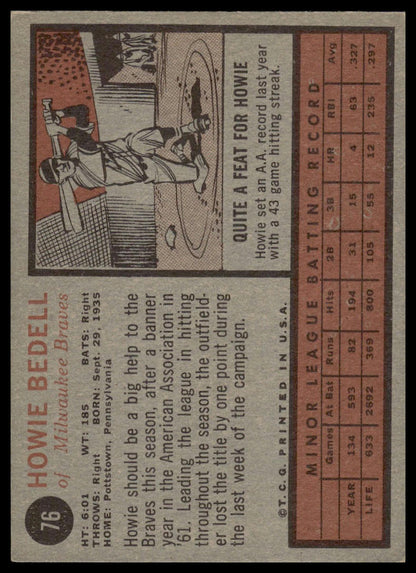 76
HOWIE BEDELL
of Milwaukee Braves
HT: 6:01 WT: 185 BATS: Right
THROWS: Right BORN: Sept. 29, 1935
HOME: Pottstown, Pennsylvania
Howie should be a big help to the
Braves this season, after a banner
year in the American Association in
'61. Leading the league in hitting
throughout the season, the outfield-
er lost the title by one point during
the last week of the campaign.
©T.C.G. PRINTED IN U.S.A.
QUITE A FEAT FOR HOWIE
Howie set an A.A. record last year
with a 43 game hitting streak.
MINOR LEAGUE BATTING RECORD
Games At Bat Runs Hits 2B 3B HR RBI Avg
YEAR 134 593 82 194 31 15 4 63 .327
LIFE 633 2692 369 800 105 55 12 235 .297